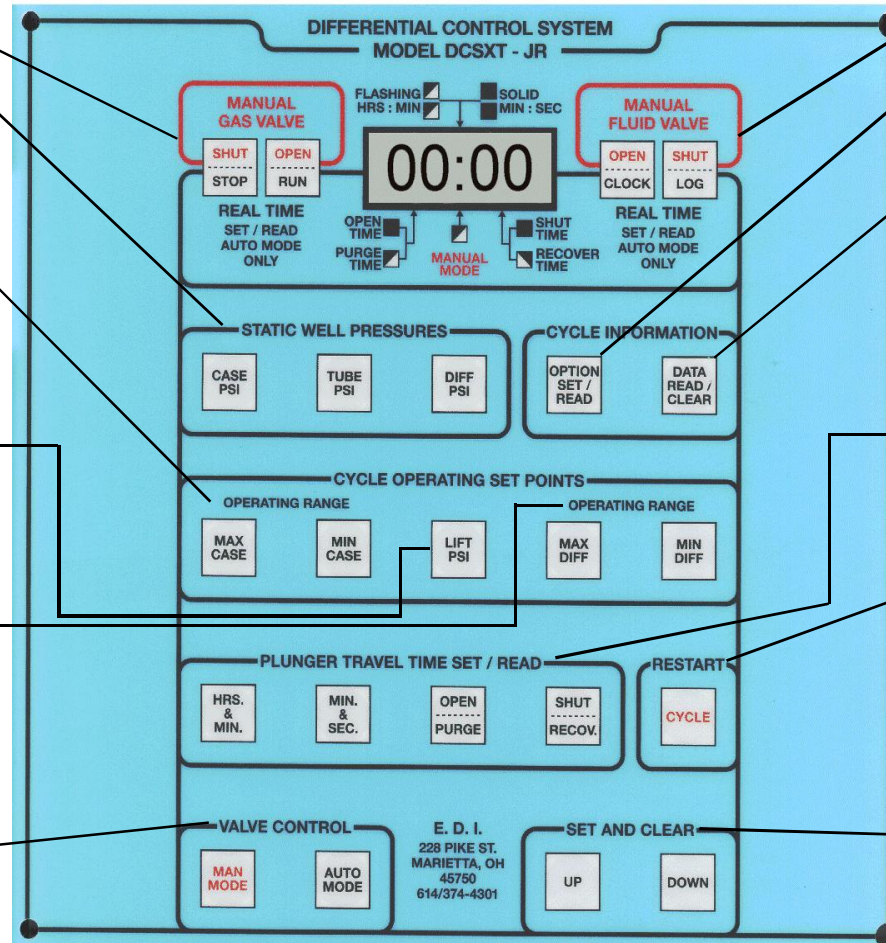 DIFFERENTIAL CONTROL SYSTEM
MODEL DCSXT - JR
MANUAL
GAS VALVE
SHUT
STOP
OPEN
RUN
REAL TIME
SET / READ
AUTO MODE
ONLY
FLASHING
HRS : MIN
SOLID
MIN : SEC
00:00
OPEN
TIME
PURGE
TIME
MANUAL
MODE
SHUT
TIME
RECOVER
TIME
MANUAL
FLUID VALVE
OPEN
CLOCK
SHUT
LOG
REAL TIME
SET / READ
AUTO MODE
ONLY
STATIC WELL PRESSURES
CASE
PSI
TUBE
PSI
DIFF
PSI
CYCLE INFORMATION
OPTION
SET /
READ
DATA
READ /
CLEAR
CYCLE OPERATING SET POINTS
OPERATING RANGE
OPERATING RANGE
MAX
CASE
MIN
CASE
LIFT
PSI
MAX
DIFF
MIN
DIFF
PLUNGER TRAVEL TIME SET / READ
HRS.
&
MIN.
MIN.
&
SEC.
OPEN
PURGE
SHUT
RECOV.
RESTART
CYCLE
VALVE CONTROL
MAN
MODE
AUTO
MODE
E. D. I.
228 PIKE ST.
MARIETTA, OH
45750
614/374-4301
SET AND CLEAR
UP
DOWN